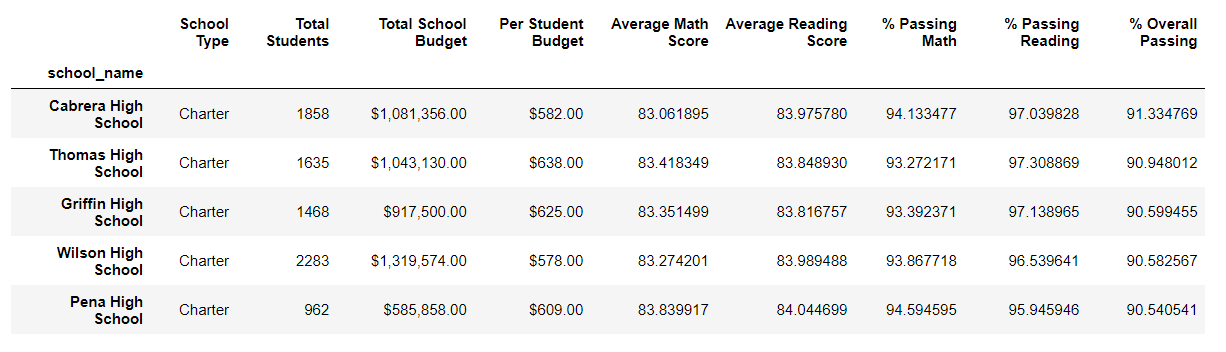 School Type Total Students Total School Budget Per Student Budget Average Math Score Average Reading Score % Passing Math % Passing Reading % Overall Passing
school_name
Cabrera High School Charter 1858 $1,081,356.00 $582.00 83.061895 83.975780 94.133477 97.039828 91.334769
Thomas High School Charter 1635 $1,043,130.00 $638.00 83.418349 83.848930 93.272171 97.308869 90.948012
Griffin High School Charter 1468 $917,500.00 $625.00 83.351499 83.816757 93.392371 97.138965 90.599455
Wilson High School Charter 2283 $1,319,574.00 $578.00 83.274201 83.989488 93.867718 96.539641 90.582567
Pena High School Charter 962 $585,858.00 $609.00 83.839917 84.044699 94.594595 95.945946 90.540541